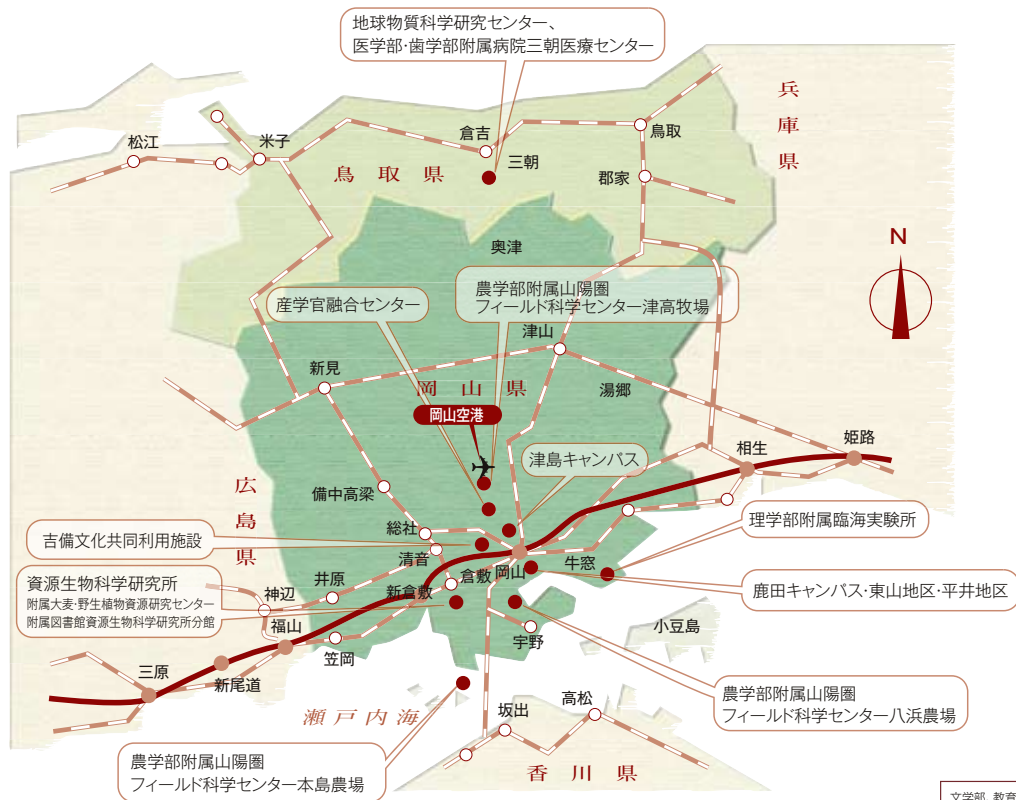 地球物質科学研究センター、
医学部･歯学部附属病院三朝医療センター
兵庫県
松江
米子
倉吉
鳥取
三朝
鳥取県
郡家
N
奥津
産学官融合センター
農学部附属山陽圏
フィールド科学センター津高牧場
津山
新見
岡山県
湯郷
岡山空港
姫路
相生
津島キャンパス
広島県
備中高梁
総社
理学部附属臨海実験所
吉備文化共同利用施設
清音
牛窓
岡山
倉敷
新倉敷
井原
神辺
資源生物科学研究所
附属大麦･野生植物資源研究センター
附属図書館資源生物科学研究所分館
鹿田キャンパス･東山地区･平井地区
福山
笠岡
宇野
小豆島
三原
新尾道
瀬戸内海
農学部附属山陽圏
フィールド科学センター八浜農場
坂出
高松
農学部附属山陽圏
フィールド科学センター本島農場
香川県
文学部、教育